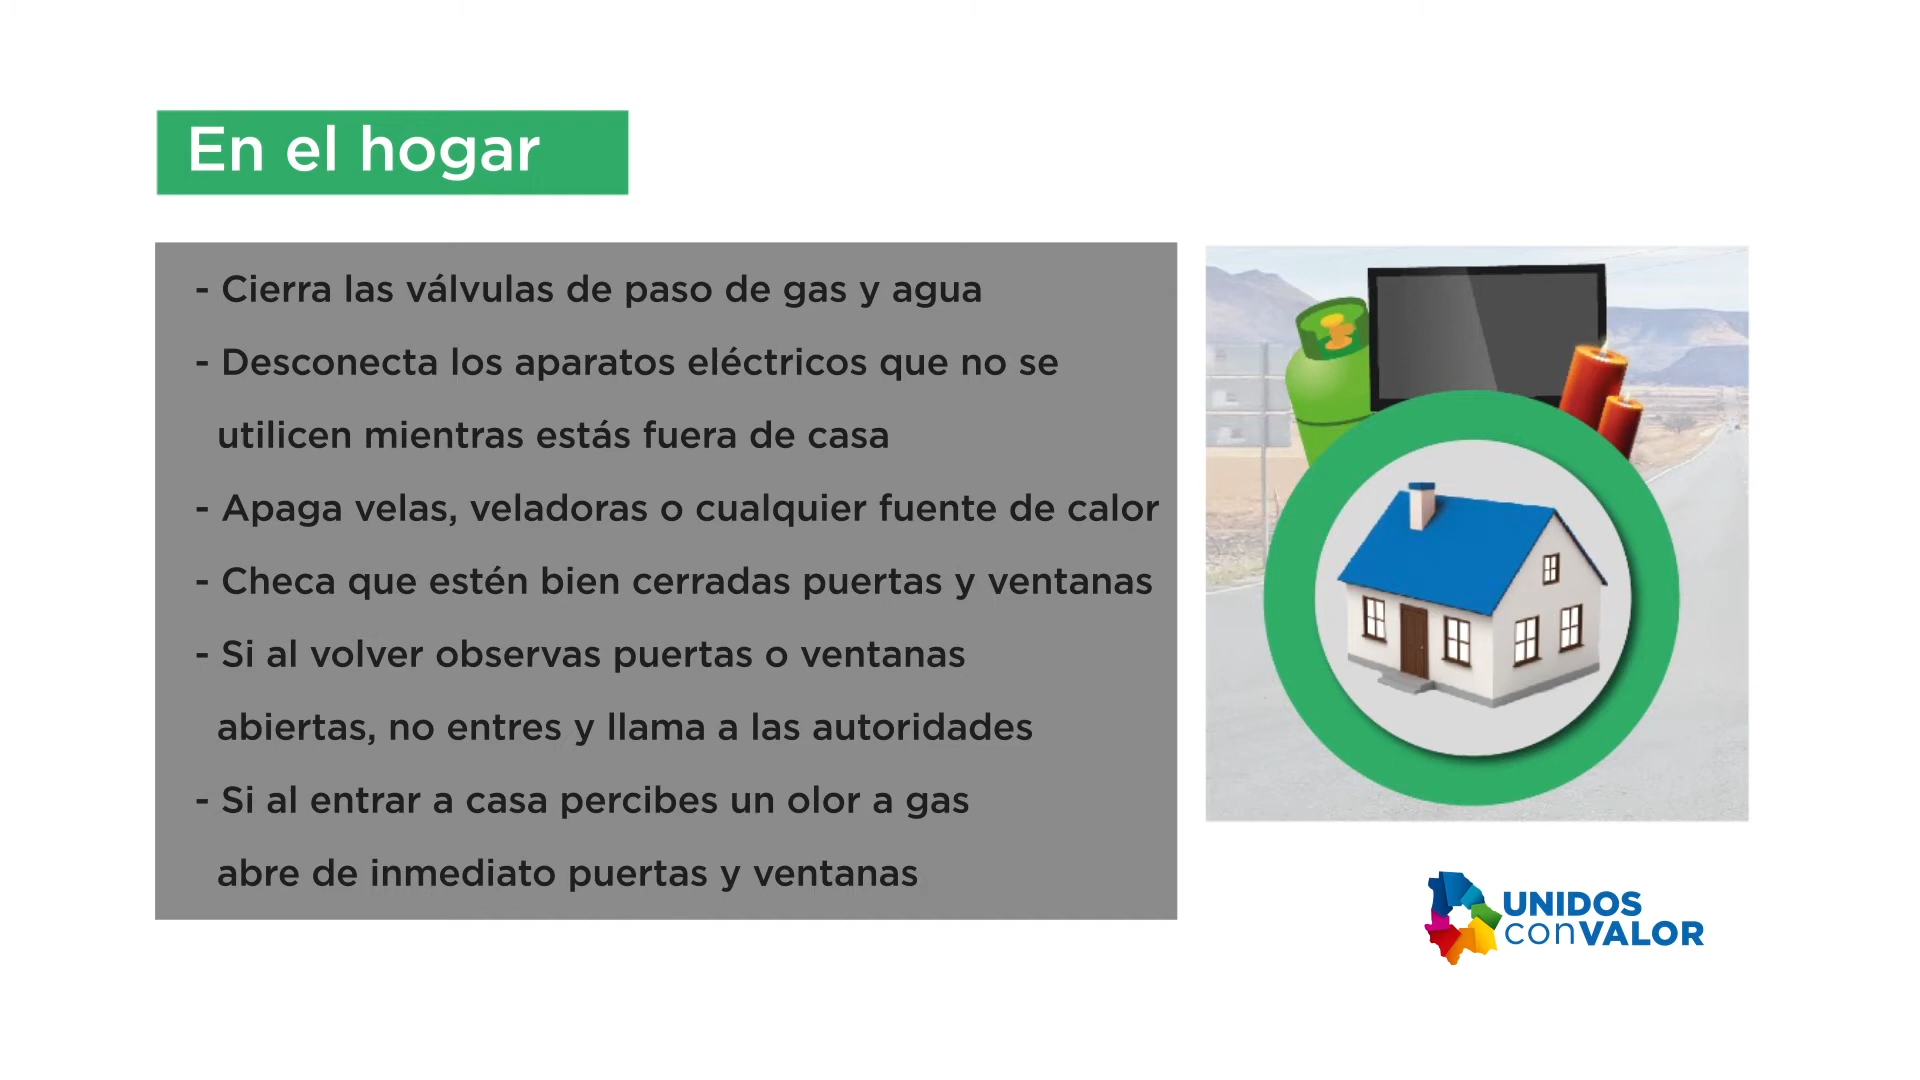 En el hogar
- Cierra las válvulas de paso de gas y agua
- Desconecta los aparatos eléctricos que no se
utilicen mientras estás fuera de casa
- Apaga velas, veladoras o cualquier fuente de calor
- Checa que estén bien cerradas puertas y ventanas
- Si al volver observas puertas o ventanas
abiertas, no entres y llama a las autoridades
- Si al entrar a casa percibes un olor a gas
abre de inmediato puertas y ventanas
UNIDOS
conVALOR